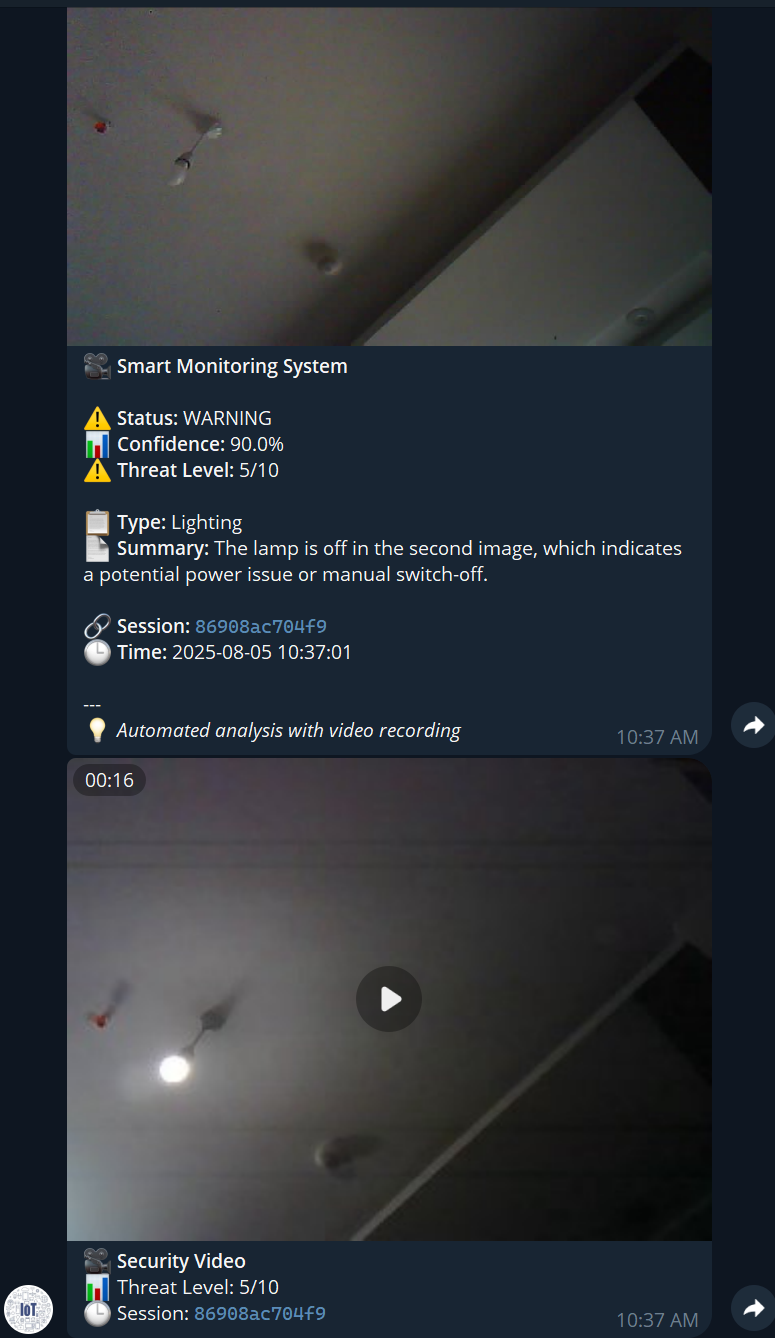 Smart Monitoring System
Status: WARNING
Confidence: 90.0%
Threat Level: 5/10
Type: Lighting
Summary: The lamp is off in the second image, which indicates
a potential power issue or manual switch-off.
Session: 86908ac704f9
Time: 2025-08-05 10:37:01
---
Automated analysis with video recording
10:37 AM
00:16
Security Video
Threat Level: 5/10
Session: 86908ac704f9
10:37 AM
IoT